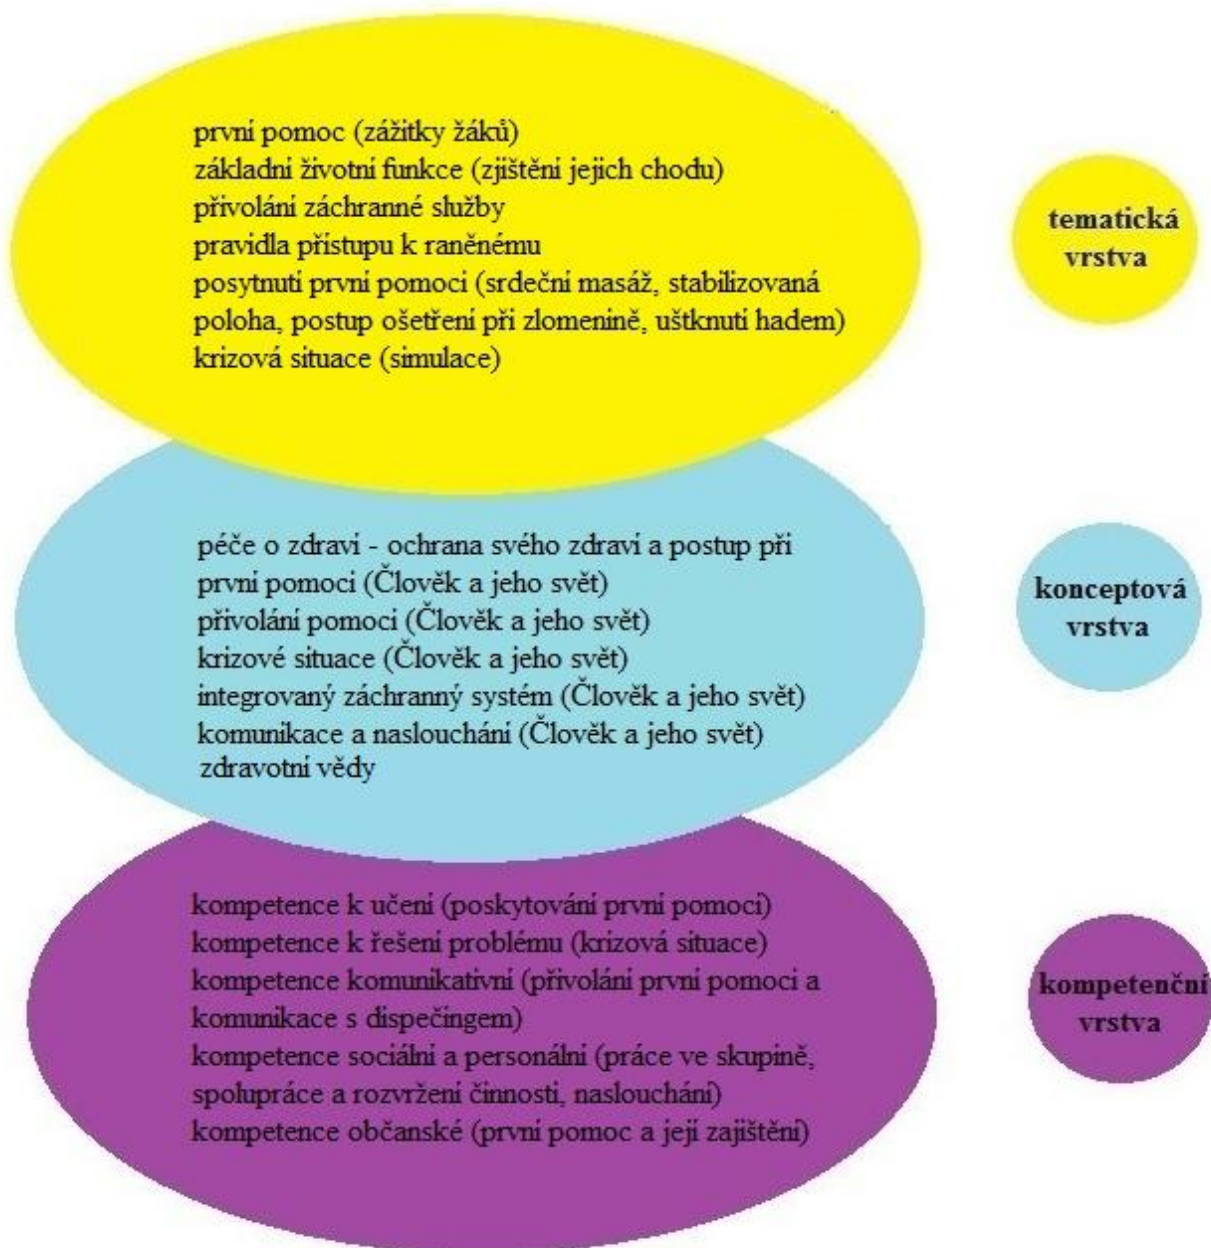 první pomoc (zážitky žáků)
základní životní funkce (zjištění jejich chodu)
přivolání záchranné služby
pravidla přístupu k raněnému
posytnutí první pomoci (srdeční masáž, stabilizovaná
poloha, postup ošetření při zlomenině, uštknutí hadem)
krizová situace (simulace)
tematická
vrstva
péče o zdraví - ochrana svého zdraví a postup při
první pomoci (Člověk a jeho svět)
přivolání pomoci (Člověk a jeho svět)
krizové situace (Člověk a jeho svět)
integrovaný záchranný systém (Člověk a jeho svět)
komunikace a naslouchání (Člověk a jeho svět)
zdravotní vědy
konceptová
vrstva
kompetence k učení (poskytování první pomoci)
kompetence k řešení problému (krizová situace)
kompetence komunikativní (přivolání první pomoci a
komunikace s dispečingem)
kompetence sociální a personální (práce ve skupině,
spolupráce a rozvržení činnosti, naslouchání)
kompetence občanské (první pomoc a její zajištění)
kompetenční
vrstva